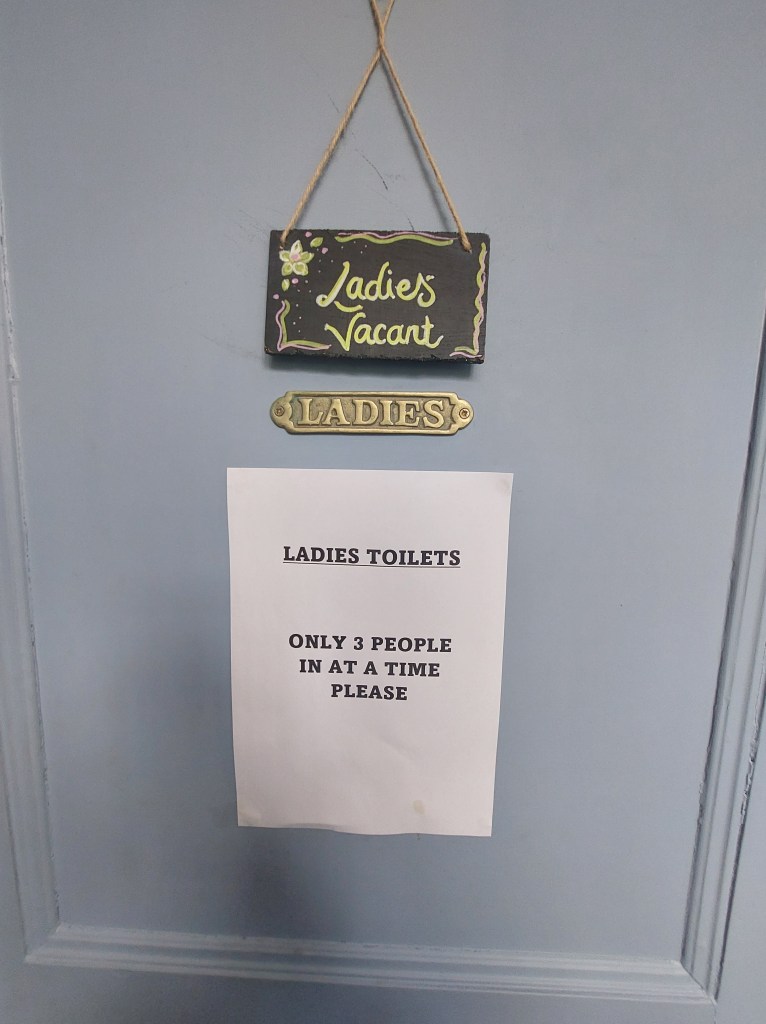 Ladies
Vacant
LADIES
LADIES TOILETS
ONLY 3 PEOPLE
IN AT A TIME
PLEASE